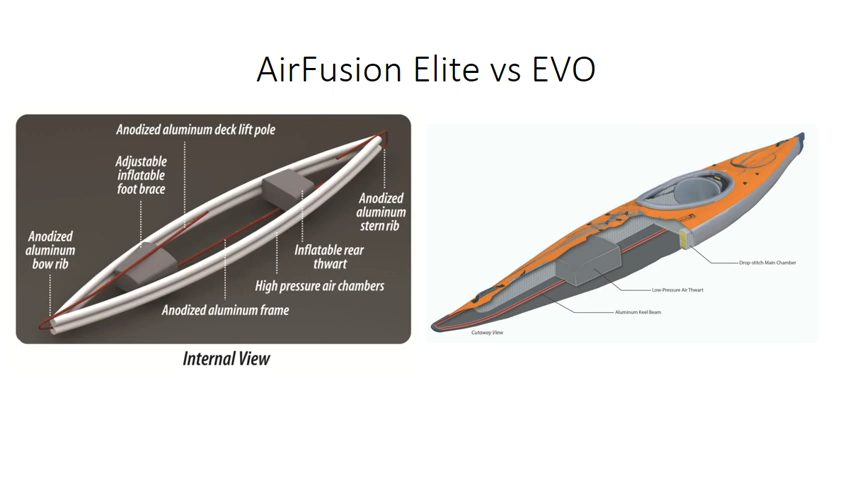 AirFusion Elite vs EVO
Anodized aluminum deck lift pole
Adjustable
inflatable
foot brace
Anodized
aluminum
stern rib
Anodized
aluminum
bow rib
Inflatable rear
thwart
High pressure air chambers
Anodized aluminum frame
Internal View
Drop-stitch Main Chamber
Low-Pressure Air Thwart
Aluminum Keel Beam
Cutaway View